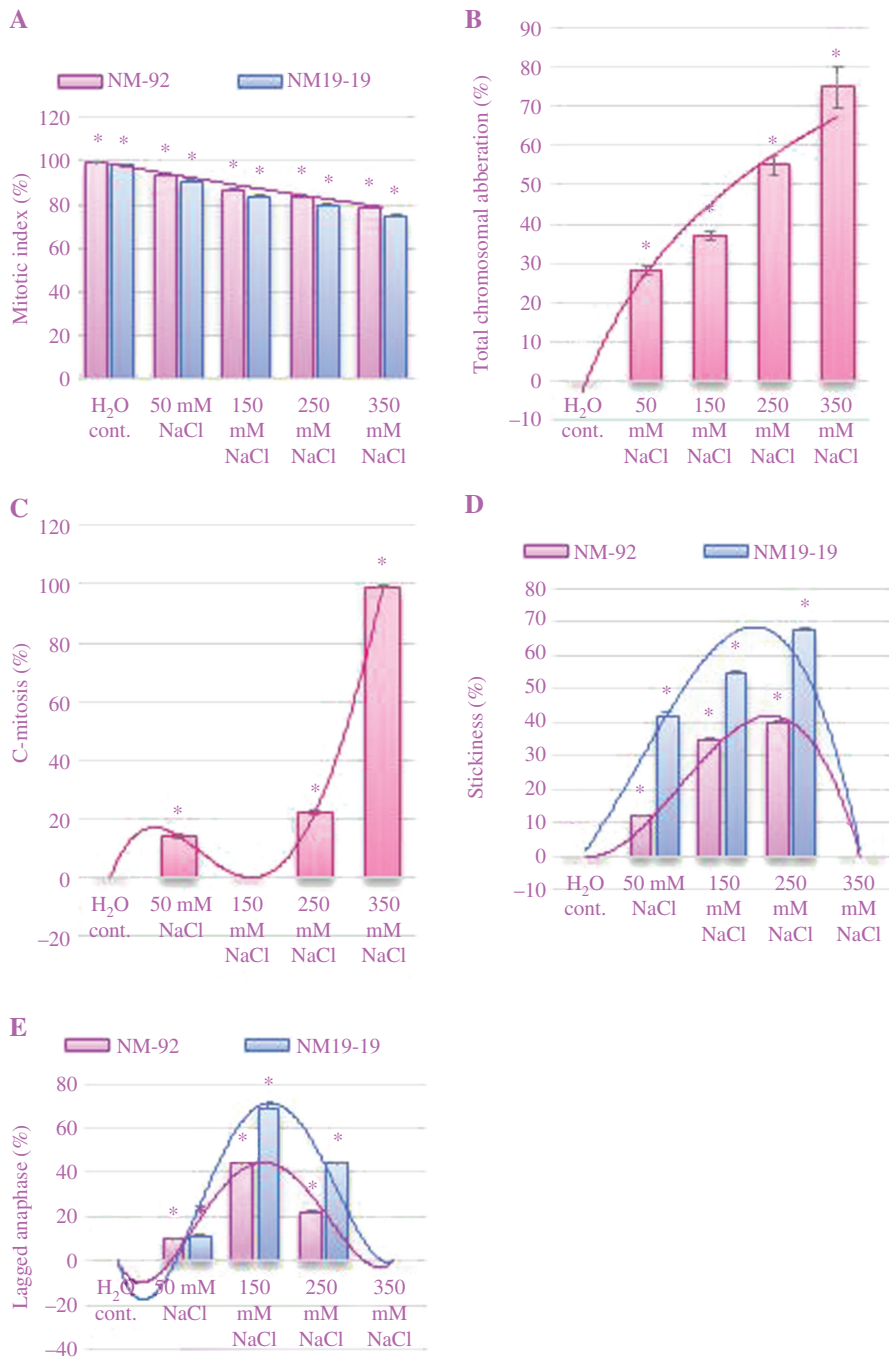 A
NM-92 NM19-19
Mitotic index (%)
120
100
80
60
40
20
0
* * * * * * * * * *
H₂O 50 mM 150 250 350
cont. NaCl mM mM mM
NaCl NaCl NaCl
B
Total chromosomal abberation (%)
90
80
70
60
50
40
30
20
10
0
–10
* * * *
H₂O 50 150 250 350
cont. mM mM mM mM
NaCl NaCl NaCl NaCl
C
C-mitosis (%)
120
100
80
60
40
20
0
–20
* * *
H₂O 50 mM 150 250 350
cont. NaCl mM mM mM
NaCl NaCl NaCl
D
NM-92 NM19-19
Stickiness (%)
80
70
60
50
40
30
20
10
0
–10
* * * * * *
H₂O 50 mM 150 250 350
cont. NaCl mM mM mM
NaCl NaCl NaCl
E
NM-92 NM19-19
Lagged anaphase (%)
80
60
40
20
0
–20
–40
* * * * * *
H₂O 50 mM 150 250 350
cont. NaCl mM mM mM
NaCl NaCl NaCl